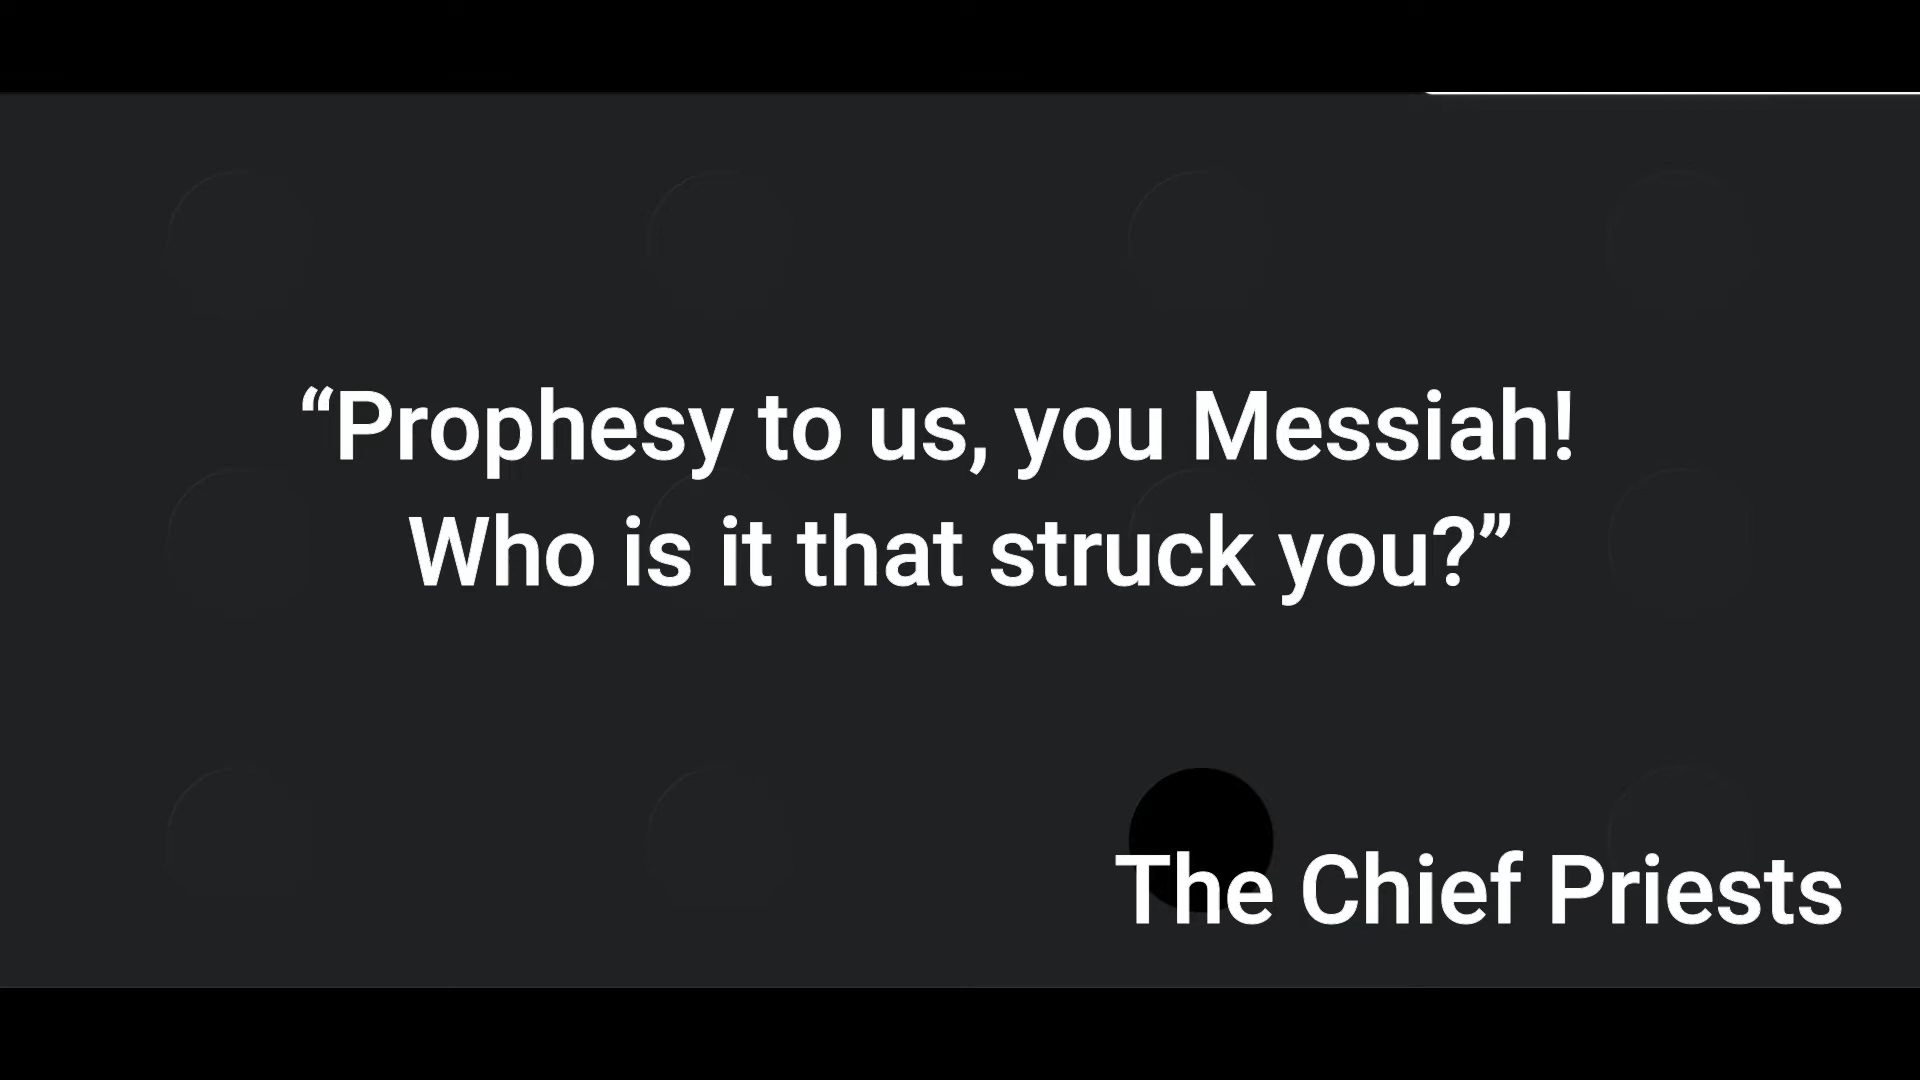 “Prophesy to us, you Messiah!
Who is it that struck you?”
The Chief Priests